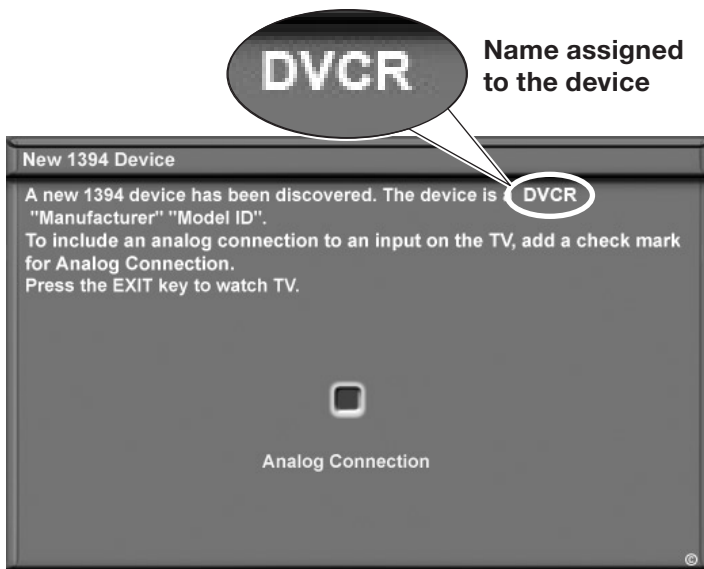 DVCR
Name assigned
to the device
New 1394 Device
A new 1394 device has been discovered. The device is DVCR
"Manufacturer" "Model ID".
To include an analog connection to an input on the TV, add a check mark
for Analog Connection.
Press the EXIT key to watch TV.
Analog Connection
©